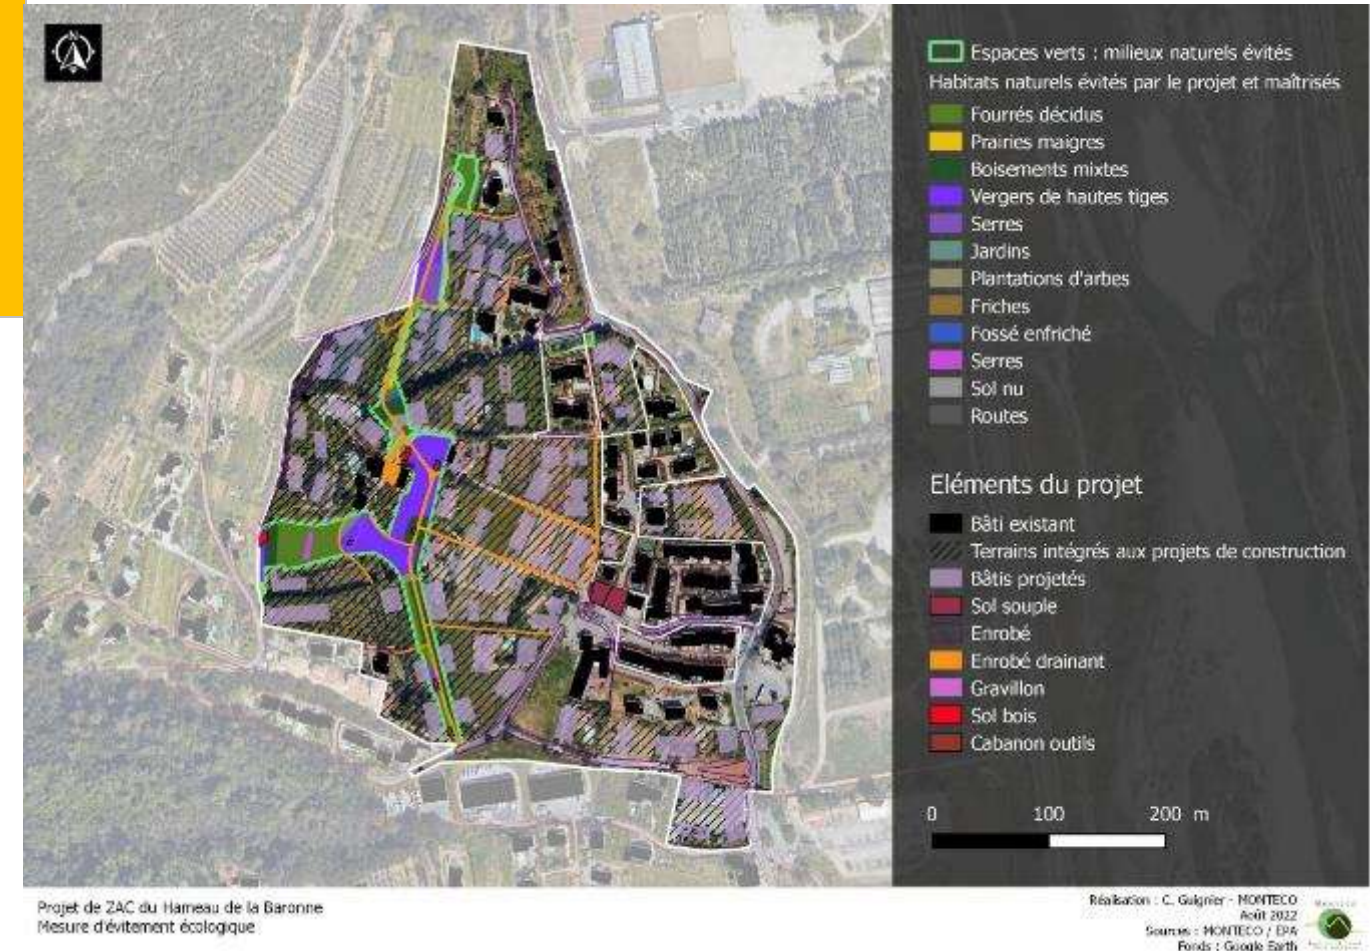 N
Espaces verts : milieux naturels évités
Habitats naturels évités par le projet et maîtrisés
Fourrés décidus
Prairies maigres
Boisements mixtes
Vergers de hautes tiges
Serres
Jardins
Plantations d'arbes
Friches
Fossé enfriché
Serres
Sol nu
Routes
Eléments du projet
Bâti existant
Terrains intégrés aux projets de construction
Bâtis projetés
Sol souple
Enrobé
Enrobé drainant
Gravillon
Sol bois
Cabanon outils
0 100 200 m
Projet de ZAC du Hameau de la Baronne
Mesure d'évitement écologique
Réalisation : C. Guignier - MONTECO
Août 2022
Sources : MONTECO / EPA
Fonds : Google Earth